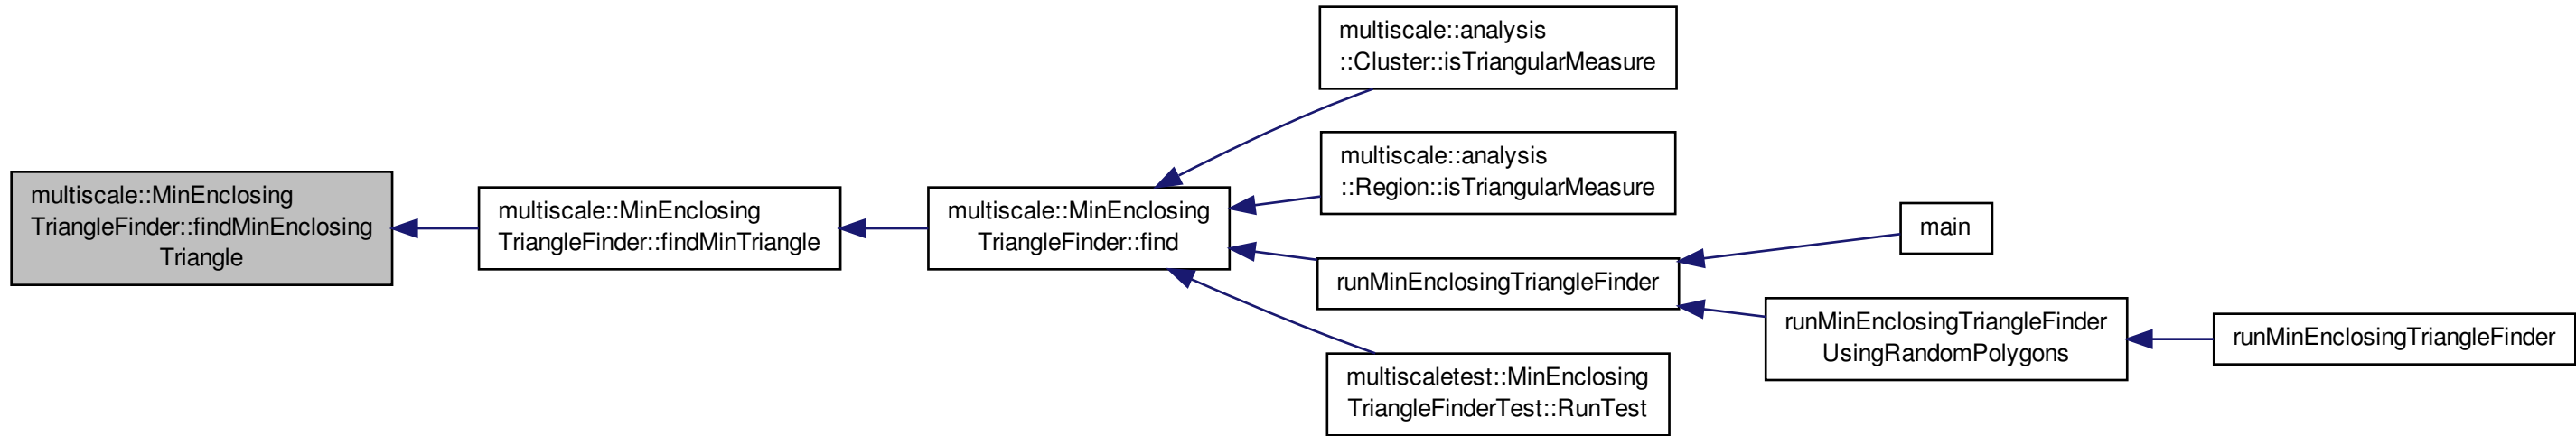 multiscale::MinEnclosing
TriangleFinder::findMinEnclosing
Triangle
multiscale::MinEnclosing
TriangleFinder::findMinTriangle
multiscale::MinEnclosing
TriangleFinder::find
multiscale::analysis
::Cluster::isTriangularMeasure
multiscale::analysis
::Region::isTriangularMeasure
runMinEnclosingTriangleFinder
multiscaletest::MinEnclosing
TriangleFinderTest::RunTest
main
runMinEnclosingTriangleFinder
UsingRandomPolygons
runMinEnclosingTriangleFinder